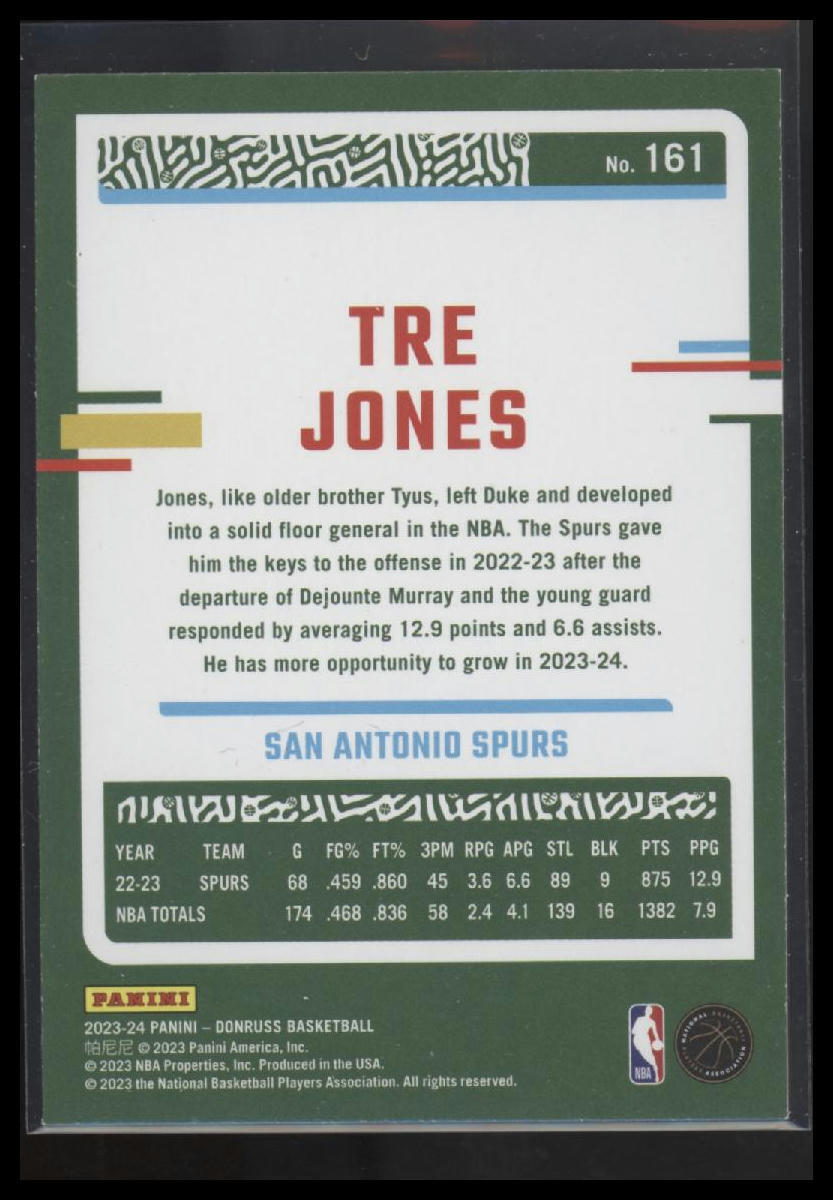 No. 161
TRE
JONES
Jones, like older brother Tyus, left Duke and developed
into a solid floor general in the NBA. The Spurs gave
him the keys to the offense in 2022-23 after the
departure of Dejounte Murray and the young guard
responded by averaging 12.9 points and 6.6 assists.
He has more opportunity to grow in 2023-24.
SAN ANTONIO SPURS
YEAR TEAM G FG% FT% 3PM RPG APG STL BLK PTS PPG
22-23 SPURS 68 .459 .860 45 3.6 6.6 89 9 875 12.9
NBA TOTALS 174 .468 .836 58 2.4 4.1 139 16 1382 7.9
PANINI
2023-24 PANINI – DONRUSS BASKETBALL
帕尼尼 © 2023 Panini America, Inc.
© 2023 NBA Properties, Inc. Produced in the USA.
© 2023 the National Basketball Players Association. All rights reserved.
NBA
NATIONAL BASKETBALL PLAYERS ASSOCIATION